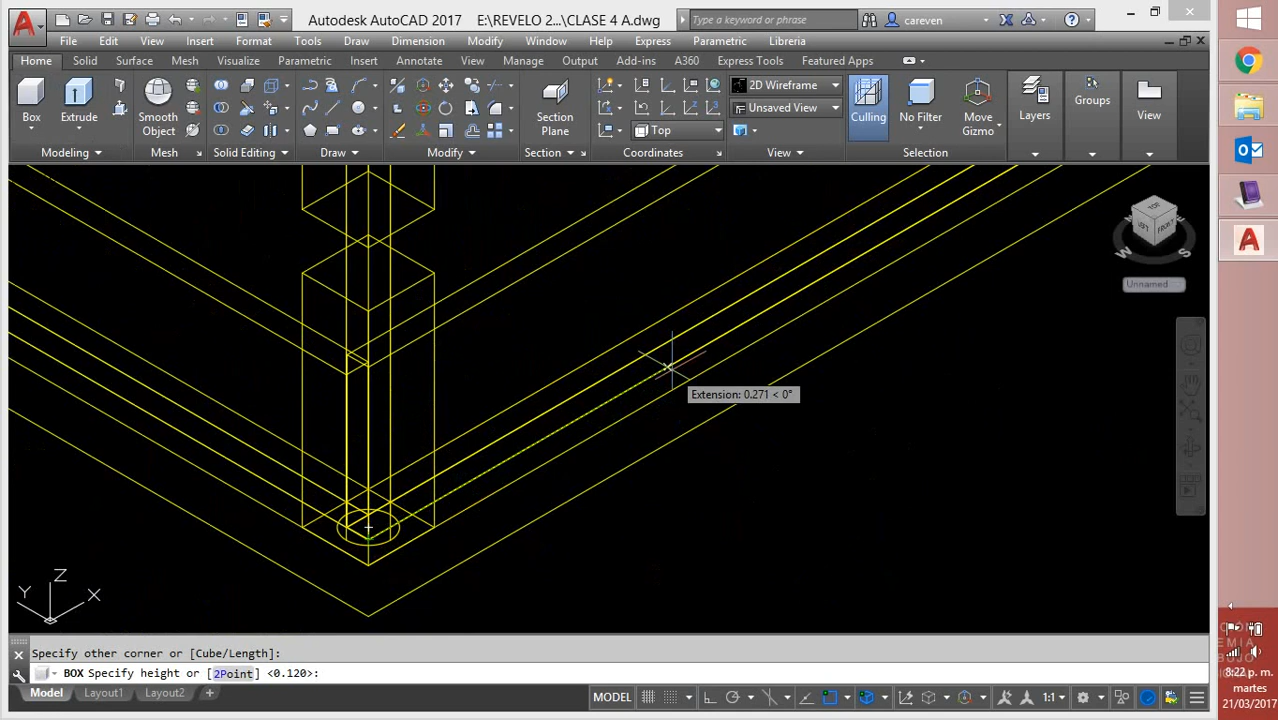 Autodesk AutoCAD 2017 E:\REVELO 2...\CLASE 4 A.dwg
Type a keyword or phrase
careven
File Edit View Insert Format Tools Draw Dimension Modify Window Help Express Parametric Libreria
Home Solid Surface Mesh Visualize Parametric Insert Annotate View Manage Output Add-ins A360 Express Tools Featured Apps
2D Wireframe
Unsaved View
Top
Box Extrude Smooth Object Section Plane Culling No Filter Move Gizmo Layers Groups View
Modeling Mesh Solid Editing Draw Modify Section Coordinates View Selection
TOP
LEFT FRONT
W S
Unnamed
Extension: 0.271 < 0°
Z
Y X
Specify other corner or [Cube/Length]:
BOX Specify height or [2Point] <0.120>:
Model Layout1 Layout2 +
MODEL 1:1
8:22 p. m.
martes
21/03/2017